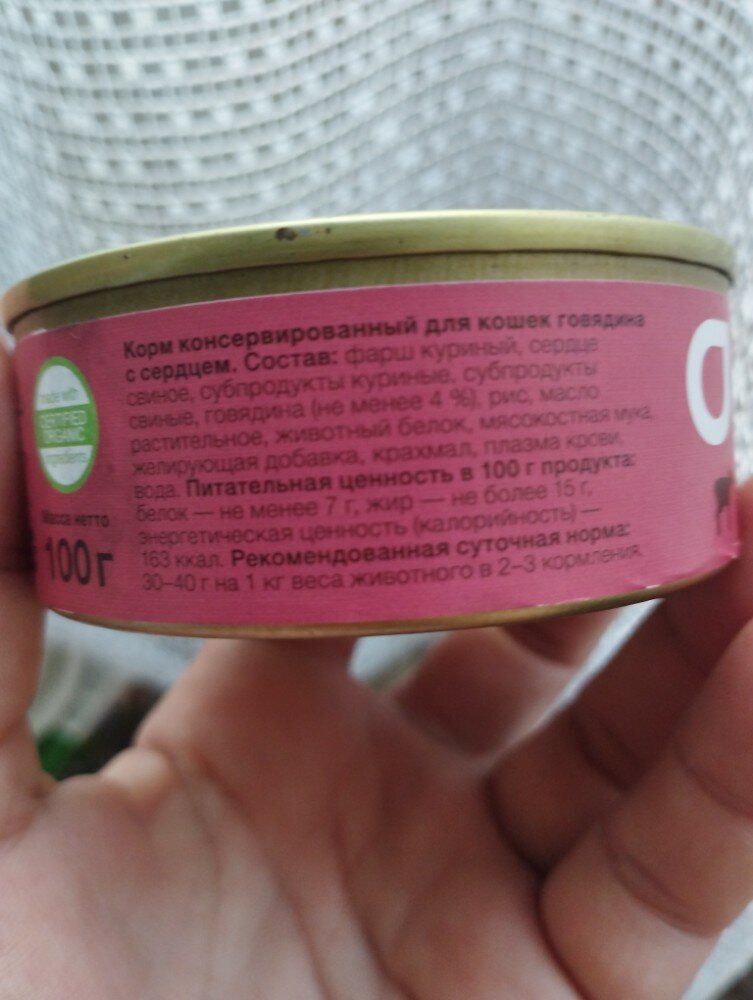 Корм консервированный для кошек говядина
с сердцем. Состав: фарш куриный, сердце
свиное, субпродукты куриные, субпродукты
свиные, говядина (не менее 4 %), рис, масло
растительное, животный белок, мясокостная мука,
желирующая добавка, крахмал, плазма крови,
вода. Питательная ценность в 100 г продукта:
белок — не менее 7 г, жир — не более 15 г,
энергетическая ценность (калорийность) —
163 ккал. Рекомендованная суточная норма:
30–40 г на 1 кг веса животного в 2–3 кормления.
made with
CERTIFIED
ORGANIC
ingredients
Масса нетто
100 г